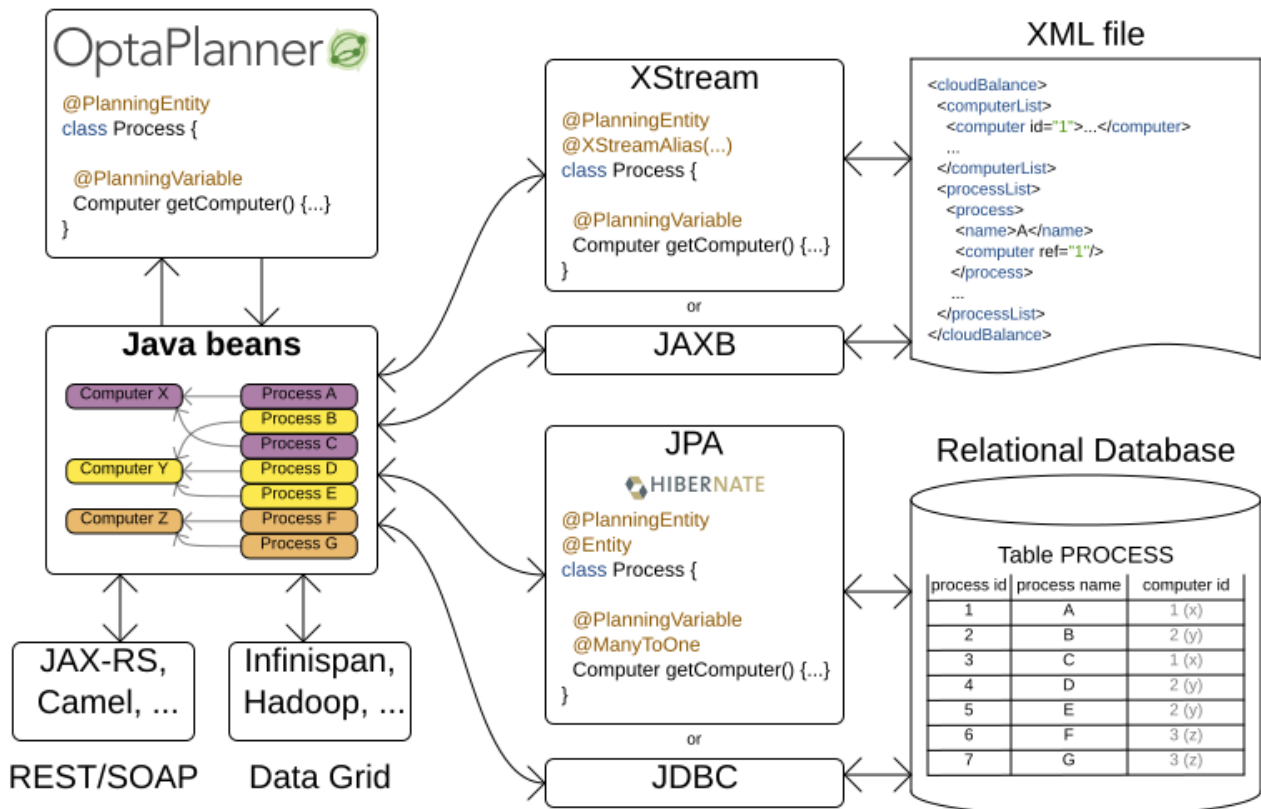 OptaPlanner
@PlanningEntity
class Process {
@PlanningVariable
Computer getComputer() {...}
}
Java beans
Computer X
Computer Y
Computer Z
Process A
Process B
Process C
Process D
Process E
Process F
Process G
JAX-RS,
Camel, ...
REST/SOAP
Infinispan,
Hadoop, ...
Data Grid
XStream
@PlanningEntity
@XStreamAlias(...)
class Process {
@PlanningVariable
Computer getComputer() {...}
}
or
JAXB
JPA
HIBERNATE
@PlanningEntity
@Entity
class Process {
@PlanningVariable
@ManyToOne
Computer getComputer() {...}
}
or
JDBC
XML file
<cloudBalance>
<computerList>
<computer id="1">...</computer>
...
</computerList>
<processList>
<process>
<name>A</name>
<computer ref="1"/>
</process>
...
</processList>
</cloudBalance>
Relational Database
Table PROCESS
process id process name computer id
1 A 1 (x)
2 B 2 (y)
3 C 1 (x)
4 D 2 (y)
5 E 2 (y)
6 F 3 (z)
7 G 3 (z)